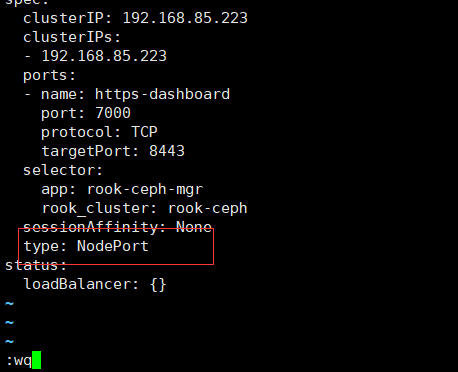 spec:
  clusterIP: 192.168.85.223
  clusterIPs:
  - 192.168.85.223
  ports:
  - name: https-dashboard
    port: 7000
    protocol: TCP
    targetPort: 8443
  selector:
    app: rook-ceph-mgr
    rook_cluster: rook-ceph
  sessionAffinity: None
  type: NodePort
status:
  loadBalancer: {}
~
~
~
:wq